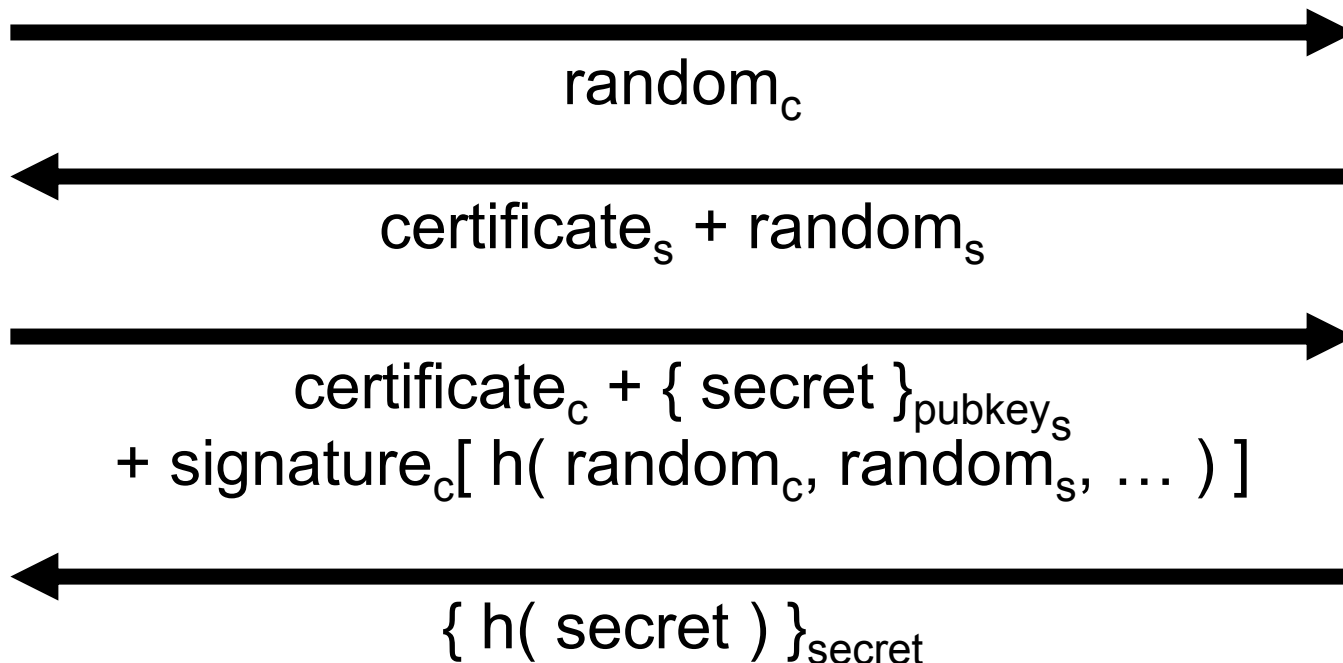 random_c
certificate_s + random_s
certificate_c + { secret }_pubkey_s
+ signature_c[ h( random_c, random_s, … ) ]
{ h( secret ) }_secret